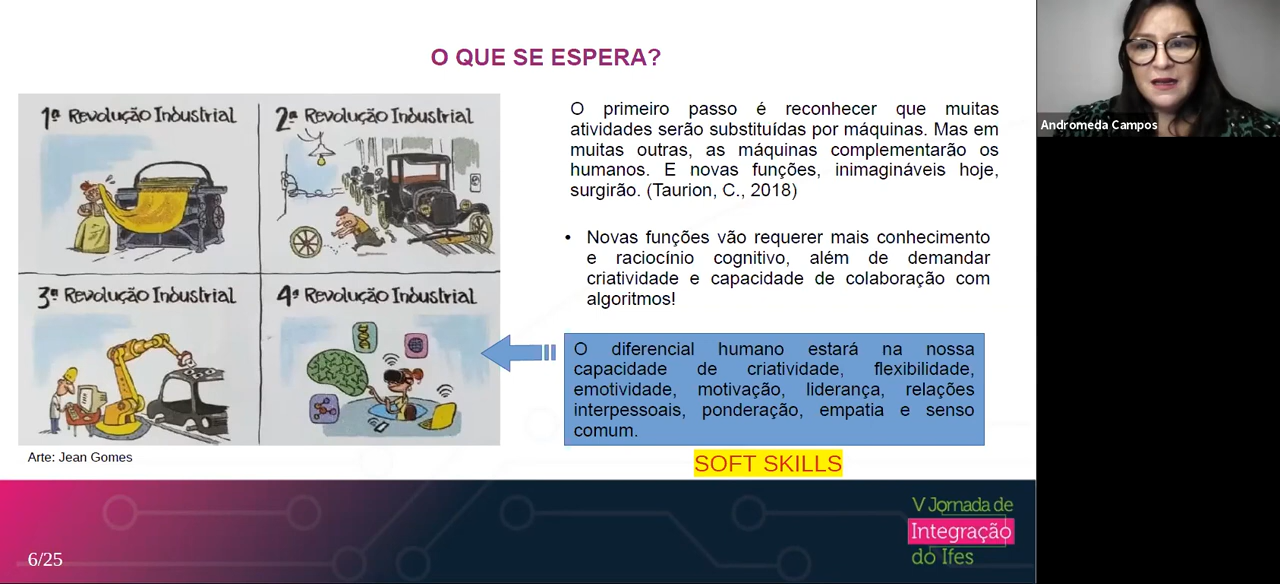 O QUE SE ESPERA?
1ª Revolução Industrial
2ª Revolução Industrial
3ª Revolução Industrial
4ª Revolução Industrial
Arte: Jean Gomes
O primeiro passo é reconhecer que muitas
atividades serão substituídas por máquinas. Mas em
muitas outras, as máquinas complementarão os
humanos. E novas funções, inimagináveis hoje,
surgirão. (Taurion, C., 2018)
• Novas funções vão requerer mais conhecimento
e raciocínio cognitivo, além de demandar
criatividade e capacidade de colaboração com
algoritmos!
O diferencial humano estará na nossa
capacidade de criatividade, flexibilidade,
emotividade, motivação, liderança, relações
interpessoais, ponderação, empatia e senso
comum.
SOFT SKILLS
6/25
V Jornada de
Integração
do Ifes
Andromeda Campos